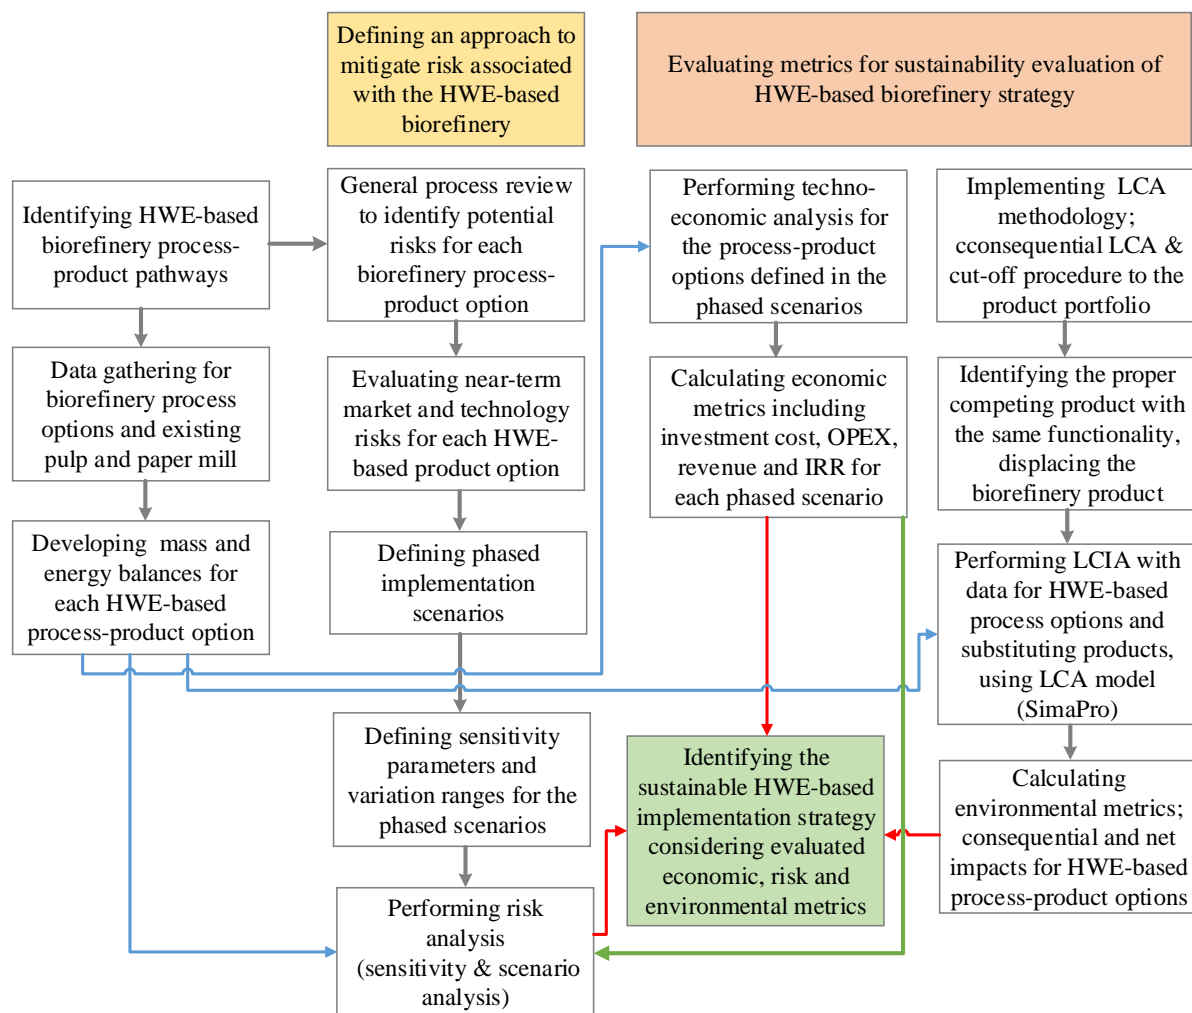 Defining an approach to
mitigate risk associated
with the HWE-based
biorefinery
Evaluating metrics for sustainability evaluation of
HWE-based biorefinery strategy
Identifying HWE-based
biorefinery process-
product pathways
Data gathering for
biorefinery process
options and existing
pulp and paper mill
Developing mass and
energy balances for
each HWE-based
process-product option
General process review
to identify potential
risks for each
biorefinery process-
product option
Evaluating near-term
market and technology
risks for each HWE-
based product option
Defining phased
implementation
scenarios
Defining sensitivity
parameters and
variation ranges for the
phased scenarios
Performing risk
analysis
(sensitivity & scenario
analysis)
Performing techno-
economic analysis for
the process-product
options defined in the
phased scenarios
Calculating economic
metrics including
investment cost, OPEX,
revenue and IRR for
each phased scenario
Identifying the
sustainable HWE-based
implementation strategy
considering evaluated
economic, risk and
environmental metrics
Implementing LCA
methodology;
cconsequential LCA &
cut-off procedure to the
product portfolio
Identifying the proper
competing product with
the same functionality,
displacing the
biorefinery product
Performing LCIA with
data for HWE-based
process options and
substituting products,
using LCA model
(SimaPro)
Calculating
environmental metrics;
consequential and net
impacts for HWE-based
process-product options